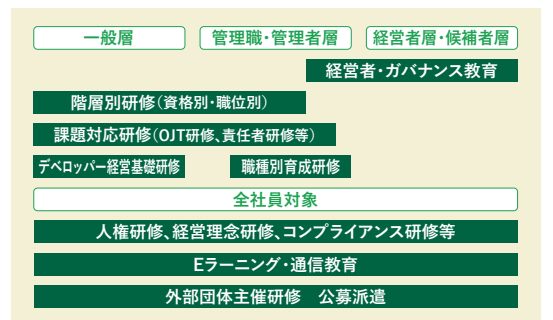 一般層 管理職・管理者層 経営者層・候補者層
経営者・ガバナンス教育
階層別研修（資格別・職位別）
課題対応研修（OJT研修、責任者研修等）
デベロッパー経営基礎研修 職種別育成研修
全社員対象
人権研修、経営理念研修、コンプライアンス研修等
Eラーニング・通信教育
外部団体主催研修　公募派遣